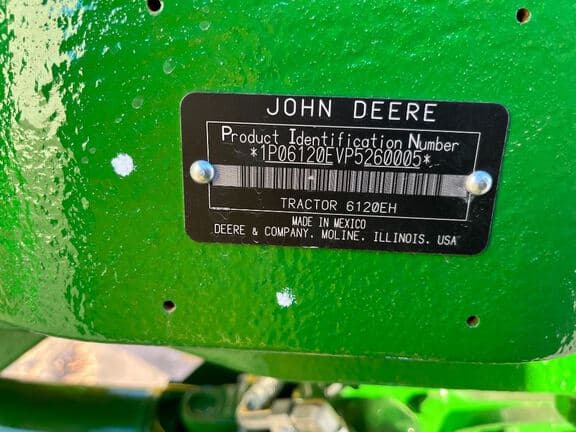 JOHN DEERE
Product Identification Number
*1P06120EVP5260005*
TRACTOR 6120EH
MADE IN MEXICO
DEERE & COMPANY. MOLINE. ILLINOIS. USA